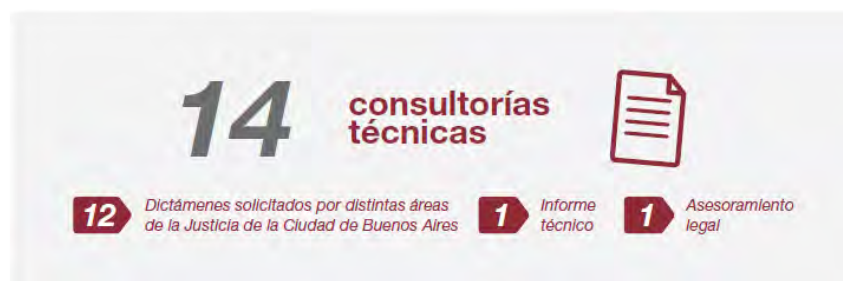 14
consultorías
técnicas
12
Dictámenes solicitados por distintas áreas
de la Justicia de la Ciudad de Buenos Aires
1
Informe
técnico
1
Asesoramiento
legal